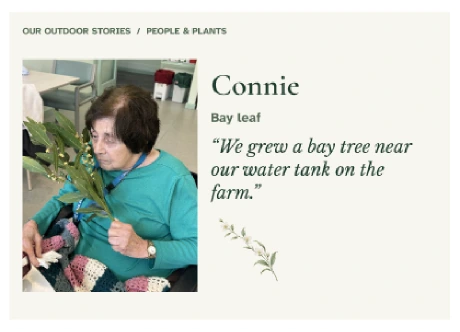 OUR OUTDOOR STORIES / PEOPLE & PLANTS
Connie
Bay leaf
“We grew a bay tree near
our water tank on the
farm.”